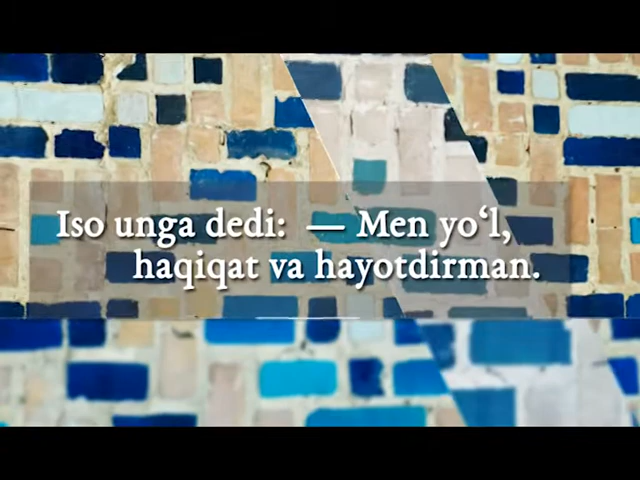 Iso unga dedi: — Men yo‘l,
haqiqat va hayotdirman.